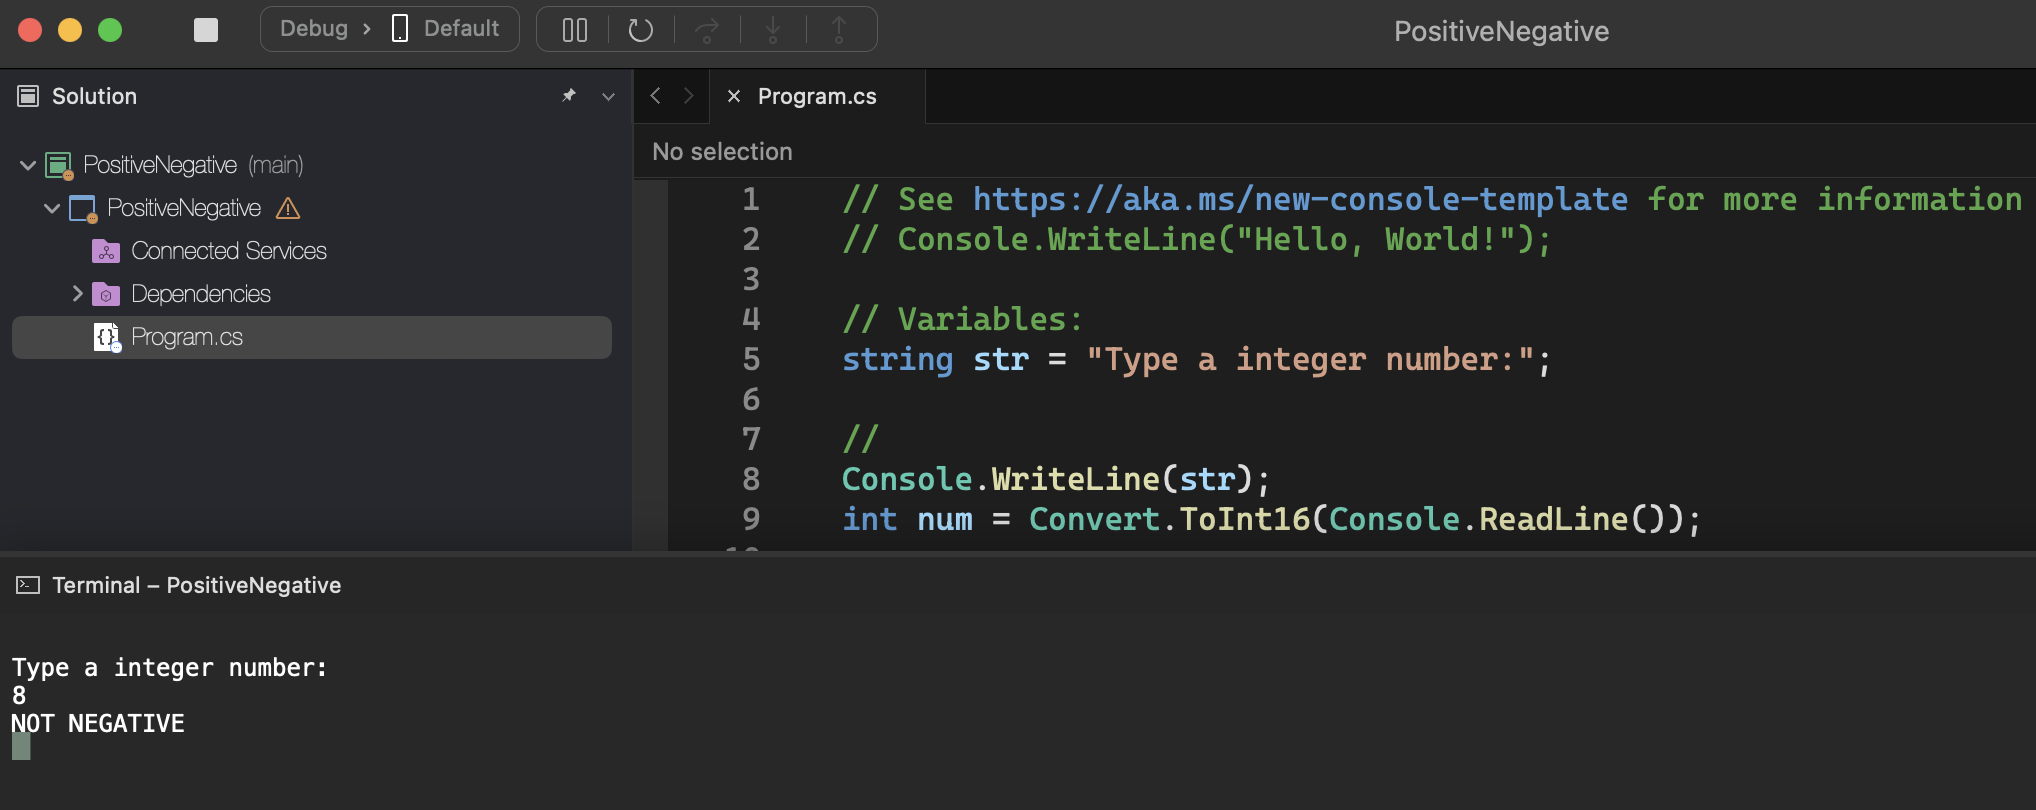 Debug › Default
PositiveNegative
Solution
Program.cs
No selection
PositiveNegative (main)
PositiveNegative
Connected Services
Dependencies
Program.cs
1 // See https://aka.ms/new-console-template for more information
2 // Console.WriteLine("Hello, World!");
3
4 // Variables:
5 string str = "Type a integer number:";
6
7 //
8 Console.WriteLine(str);
9 int num = Convert.ToInt16(Console.ReadLine());
Terminal – PositiveNegative
Type a integer number:
8
NOT NEGATIVE